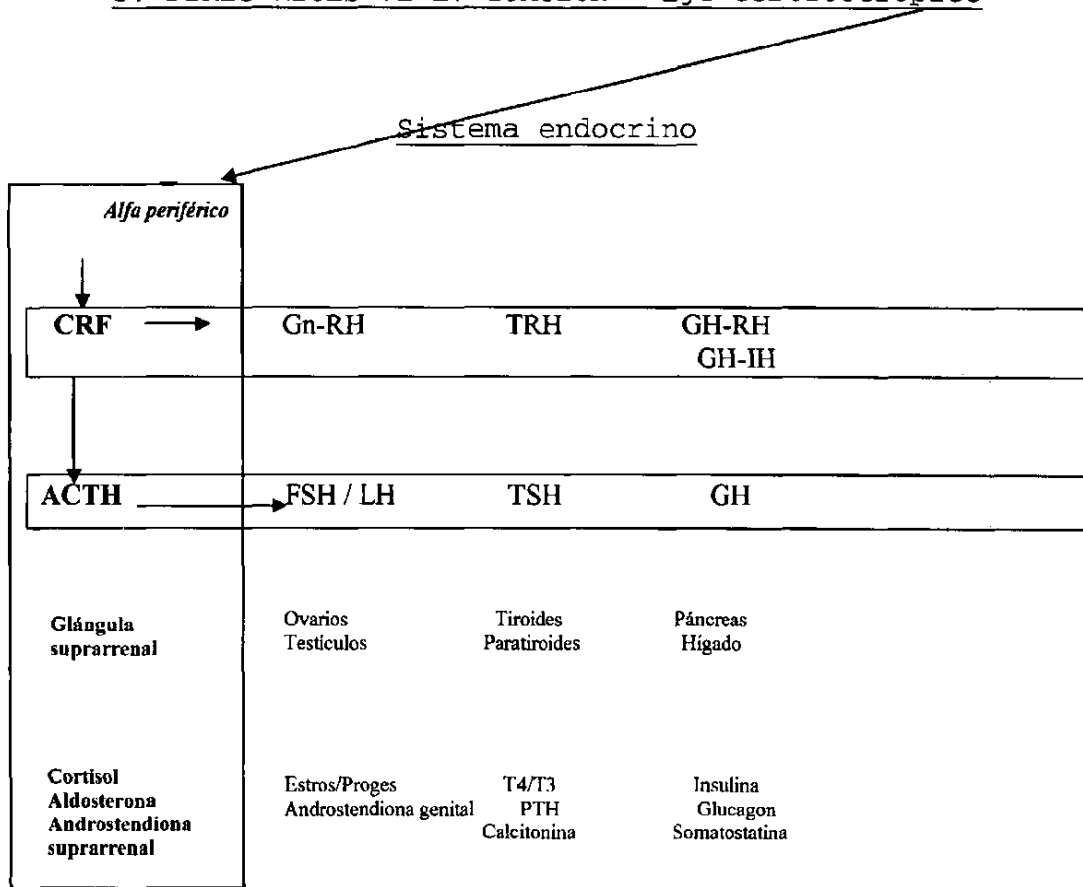 Sistema endocrino
Alfa periférico
CRF Gn-RH TRH GH-RH
GH-IH
ACTH FSH / LH TSH GH
Glángula Ovarios Tiroides Páncreas
suprarrenal Testículos Paratiroides Hígado
Cortisol Estros/Proges T4/T3 Insulina
Aldosterona Androstendiona genital PTH Glucagon
Androstendiona Calcitonina Somatostatina
suprarrenal